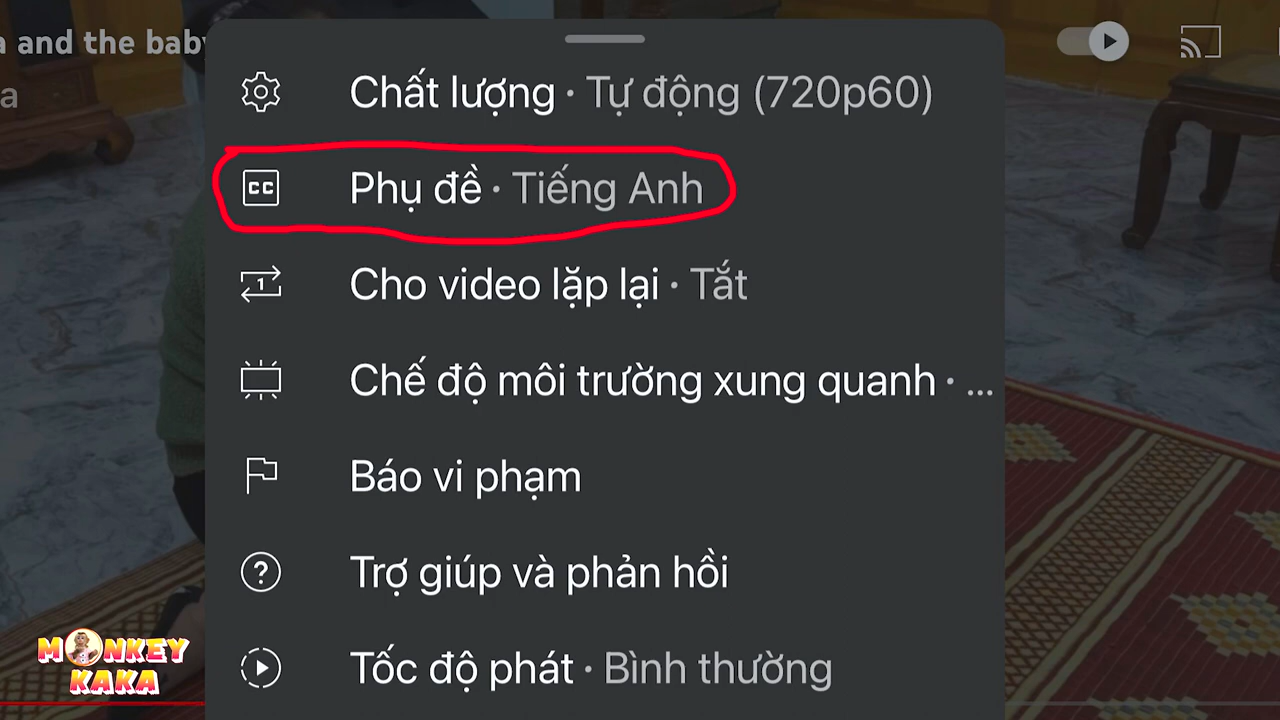 a and the baby
a
Chất lượng · Tự động (720p60)
CC
Phụ đề · Tiếng Anh
1
Cho video lặp lại · Tắt
Chế độ môi trường xung quanh · ...
Báo vi phạm
?
Trợ giúp và phản hồi
Tốc độ phát · Bình thường
MONKEY
KAKA